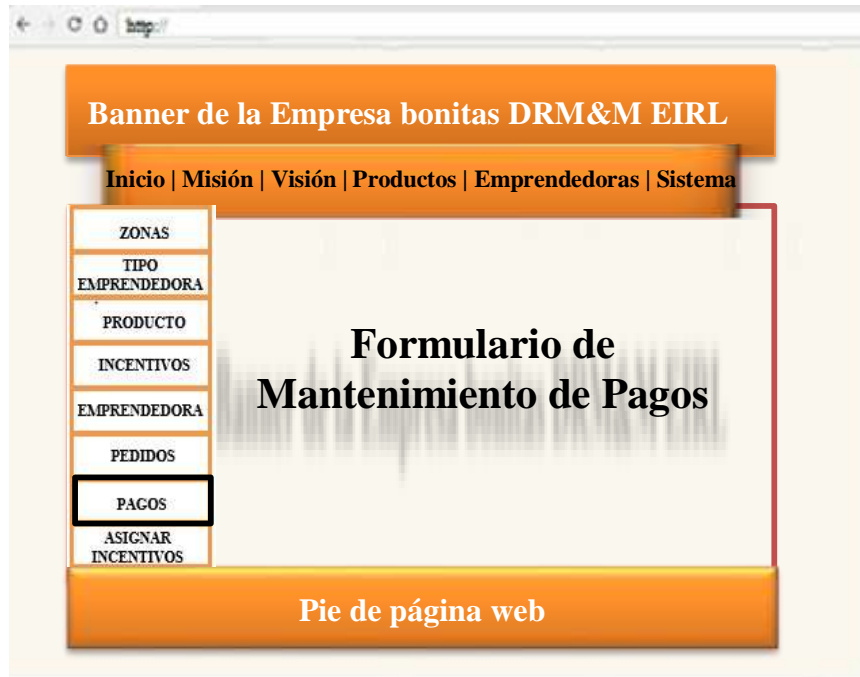 http://
Banner de la Empresa bonitas DRM&M EIRL
Inicio | Misión | Visión | Productos | Emprendedoras | Sistema
ZONAS
TIPO
EMPRENDEDORA
PRODUCTO
INCENTIVOS
EMPRENDEDORA
PEDIDOS
PAGOS
ASIGNAR
INCENTIVOS
Formulario de
Mantenimiento de Pagos
Pie de página web